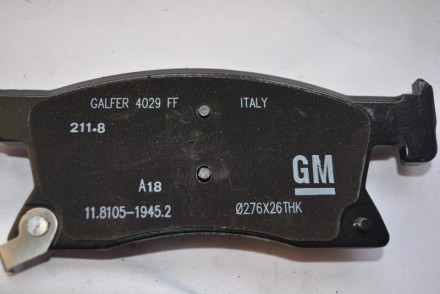 GALFER 4029 FF ITALY
211-8
GM
A18
11.8105-1945.2 Ø276X26THK